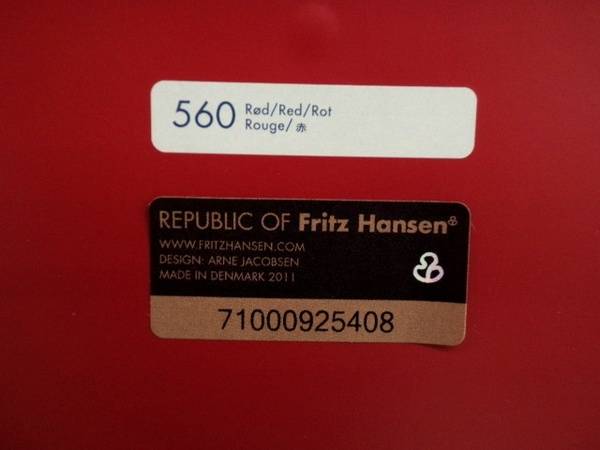 560 Rød/Red/Rot
Rouge/赤
REPUBLIC OF Fritz Hansen®
WWW.FRITZHANSEN.COM
DESIGN: ARNE JACOBSEN
MADE IN DENMARK 2011
71000925408